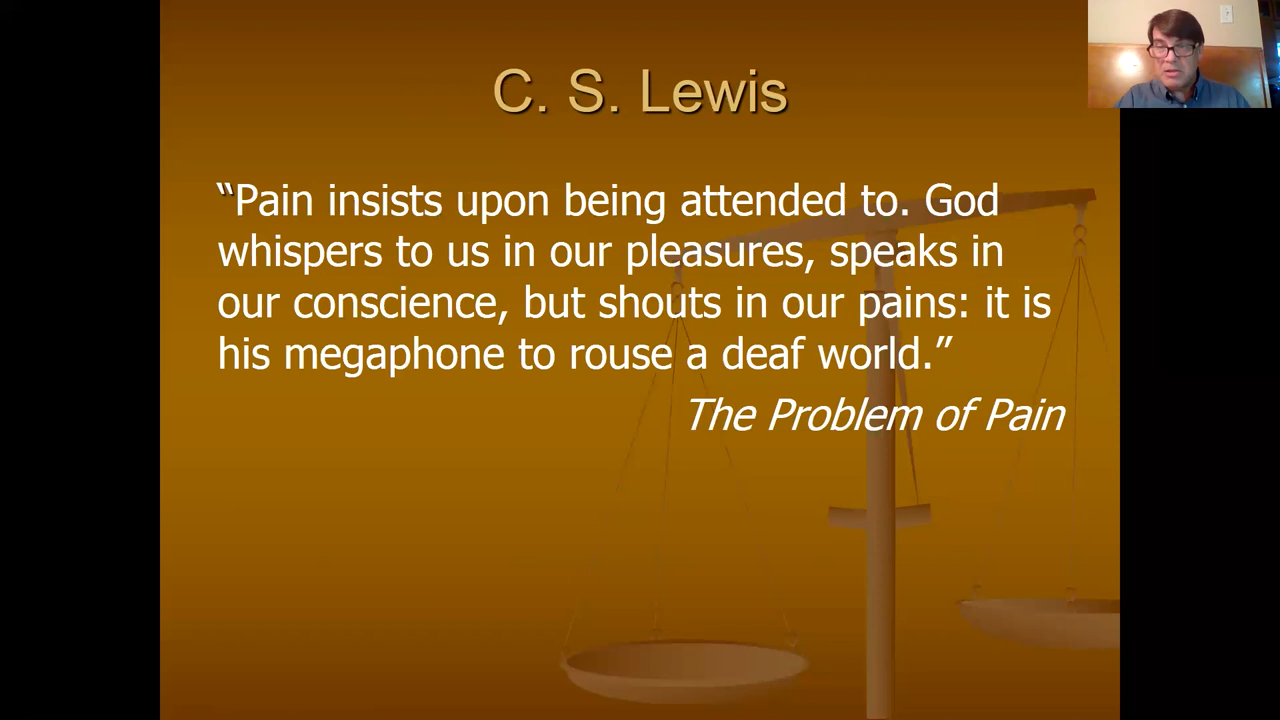 C. S. Lewis
“Pain insists upon being attended to. God
whispers to us in our pleasures, speaks in
our conscience, but shouts in our pains: it is
his megaphone to rouse a deaf world.”
The Problem of Pain